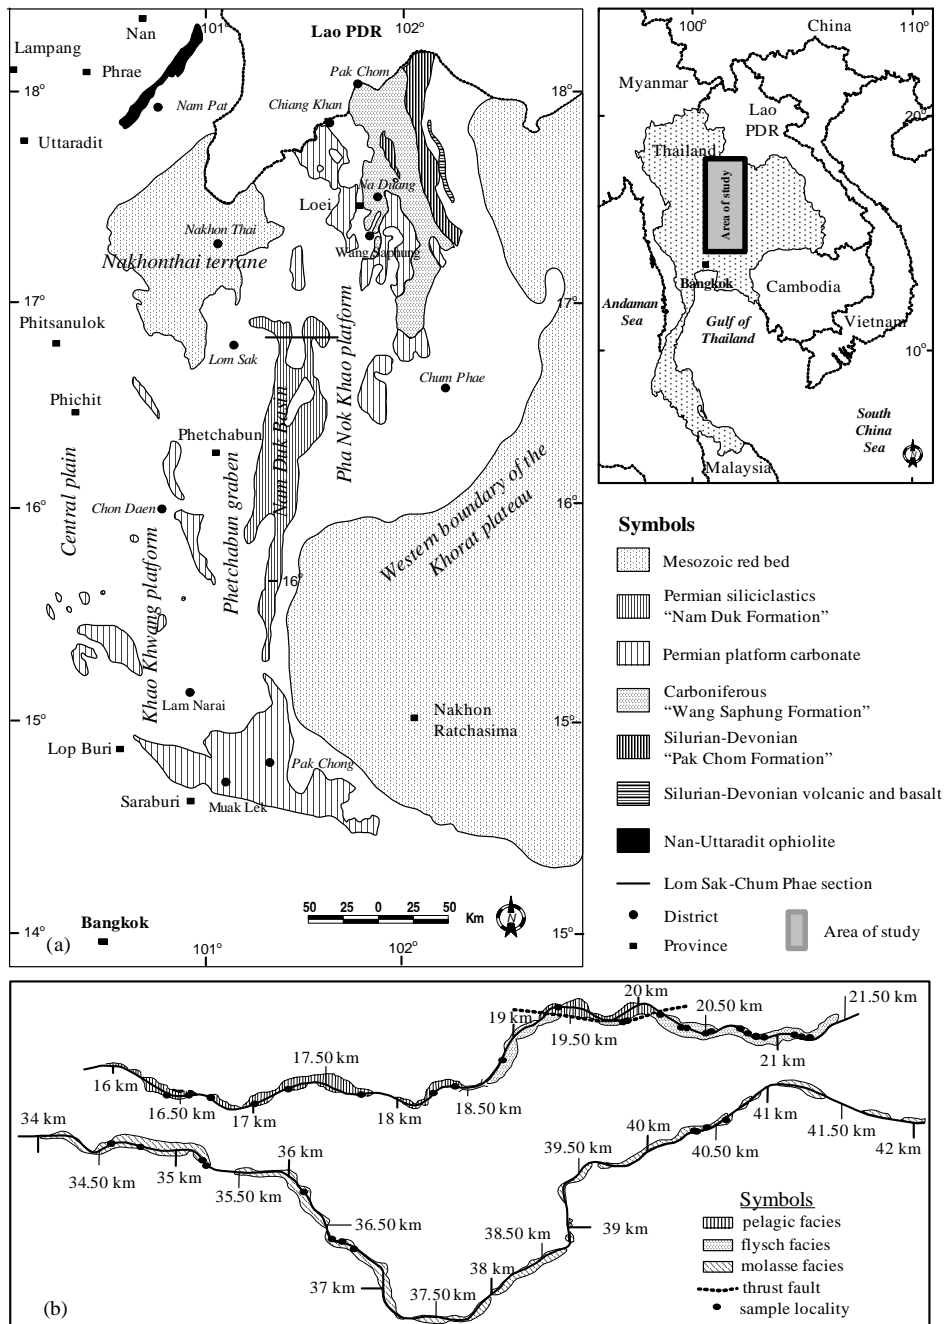 101°
102°
Nan
Lao PDR
Lampang
Phrae
Pak Chom
18°
18°
Nam Pat
Chiang Khan
Uttaradit
Na Duang
Loei
Nakhon Thai
Wang Saphung
Nakhonthai terrane
17°
17°
Phitsanulok
Lom Sak
Pha Nok Khao platform
Chum Phae
Phichit
Nam Duk Basin
Phetchabun
Central plain
Phetchabun graben
Western boundary of the
Khorat plateau
Chon Daen
16°
16°
16°
Khao Khwang platform
Lam Narai
15°
15°
Nakhon
Ratchasima
Lop Buri
Pak Chong
Saraburi
Muak Lek
50 25 0 25 50
Km
N
Bangkok
14°
15°
(a)
101°
102°
100°
110°
China
Myanmar
Lao
PDR
20°
Thailand
Area of study
Bangkok
Cambodia
Andaman
Sea
Gulf of
Thailand
Vietnam
10°
South
China
Sea
Malaysia
N
Symbols
Mesozoic red bed
Permian siliciclastics
“Nam Duk Formation”
Permian platform carbonate
Carboniferous
“Wang Saphung Formation”
Silurian-Devonian
“Pak Chom Formation”
Silurian-Devonian volcanic and basalt
Nan-Uttaradit ophiolite
Lom Sak-Chum Phae section
District
Province
Area of study
16 km
16.50 km
17 km
17.50 km
18 km
18.50 km
19 km
19.50 km
20 km
20.50 km
21 km
21.50 km
34 km
34.50 km
35 km
35.50 km
36 km
36.50 km
37 km
37.50 km
38 km
38.50 km
39 km
39.50 km
40 km
40.50 km
41 km
41.50 km
42 km
Symbols
pelagic facies
flysch facies
molasse facies
thrust fault
sample locality
(b)